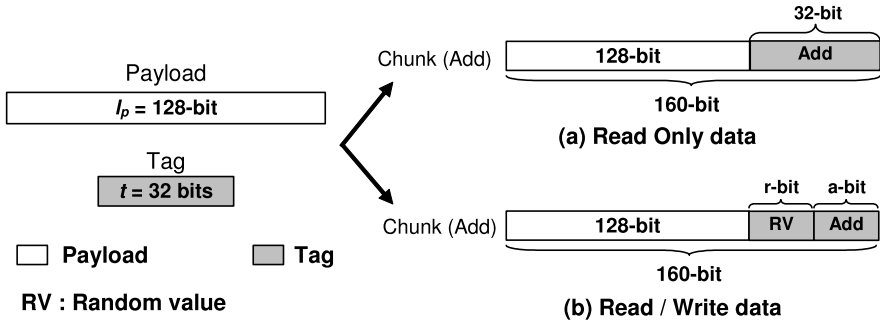 Payload
lp = 128-bit
Tag
t = 32 bits
Payload
Tag
RV : Random value
32-bit
Chunk (Add)
128-bit
Add
160-bit
(a) Read Only data
r-bit
a-bit
Chunk (Add)
128-bit
RV
Add
160-bit
(b) Read / Write data